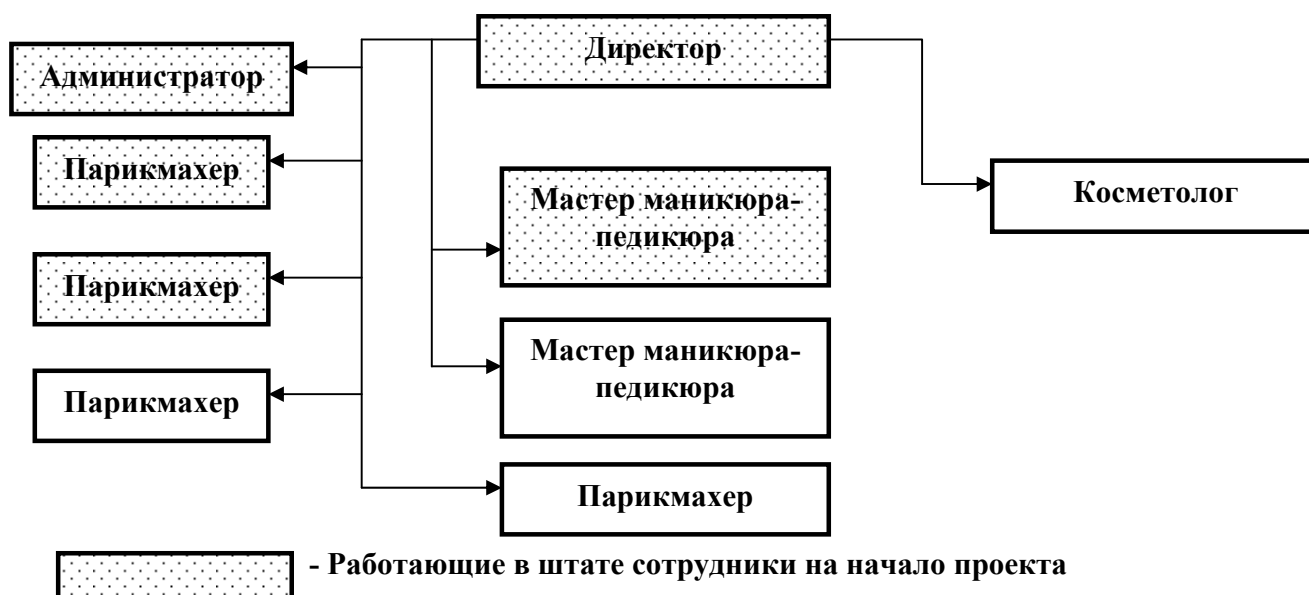 Директор
Администратор
Парикмахер
Мастер маникюра-
педикюра
Косметолог
Парикмахер
Мастер маникюра-
педикюра
Парикмахер
Парикмахер
- Работающие в штате сотрудники на начало проекта